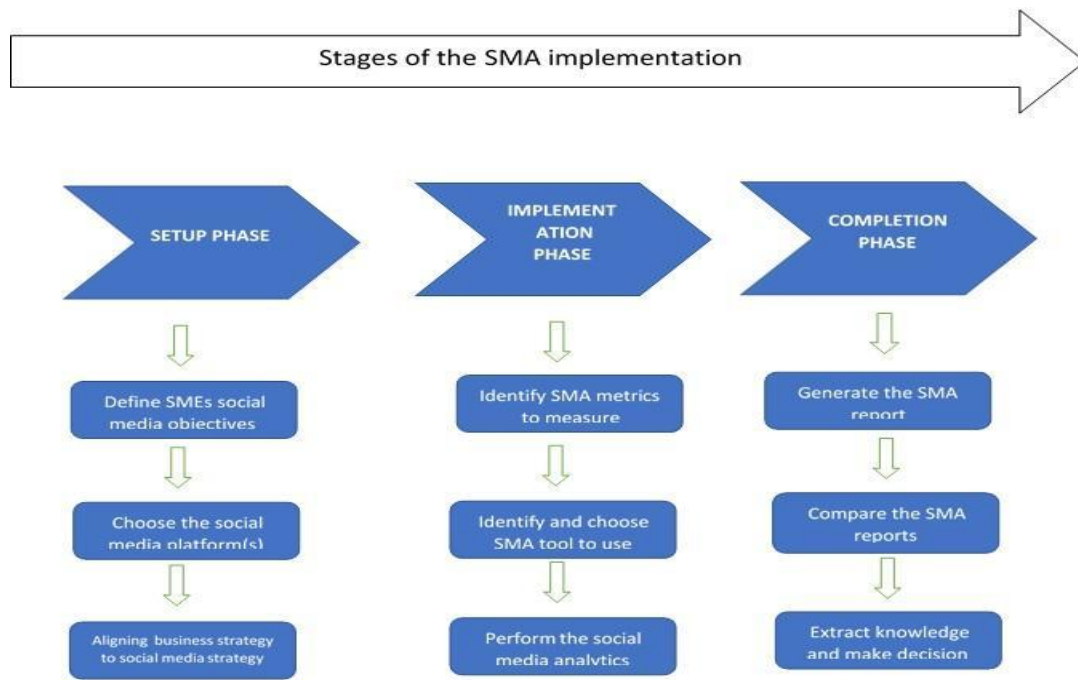 Stages of the SMA implementation
SETUP PHASE
IMPLEMENT
ATION
PHASE
COMPLETION
PHASE
Define SMEs social
media objectives
Choose the social
media platform(s)
Aligning business strategy
to social media strategy
Identify SMA metrics
to measure
Identify and choose
SMA tool to use
Perform the social
media analytics
Generate the SMA
report
Compare the SMA
reports
Extract knowledge
and make decision